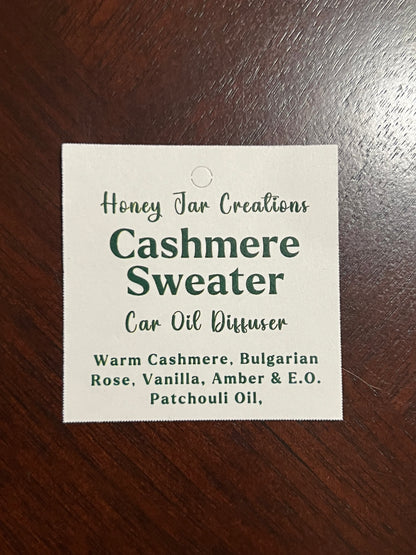 Honey Jar Creations
Cashmere
Sweater
Car Oil Diffuser
Warm Cashmere, Bulgarian
Rose, Vanilla, Amber & E.O.
Patchouli Oil,